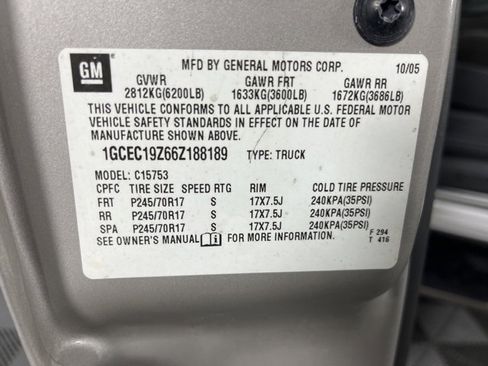 GM
MFD BY GENERAL MOTORS CORP. 10/05
GVWR GAWR FRT GAWR RR
2812KG(6200LB) 1633KG(3600LB) 1672KG(3686LB)
THIS VEHICLE CONFORMS TO ALL APPLICABLE U.S. FEDERAL MOTOR
VEHICLE SAFETY STANDARDS IN EFFECT ON THE DATE OF
MANUFACTURE SHOWN ABOVE.
1GCEC19Z66Z188189 TYPE: TRUCK
MODEL: C15753
CPFC TIRE SIZE SPEED RTG RIM COLD TIRE PRESSURE
FRT P245/70R17 S 17X7.5J 240KPA(35PSI)
RR P245/70R17 S 17X7.5J 240KPA(35PSI)
SPA P245/70R17 S 17X7.5J 240KPA(35PSI)
SEE OWNER'S MANUAL FOR MORE INFORMATION.
F 294
T 416